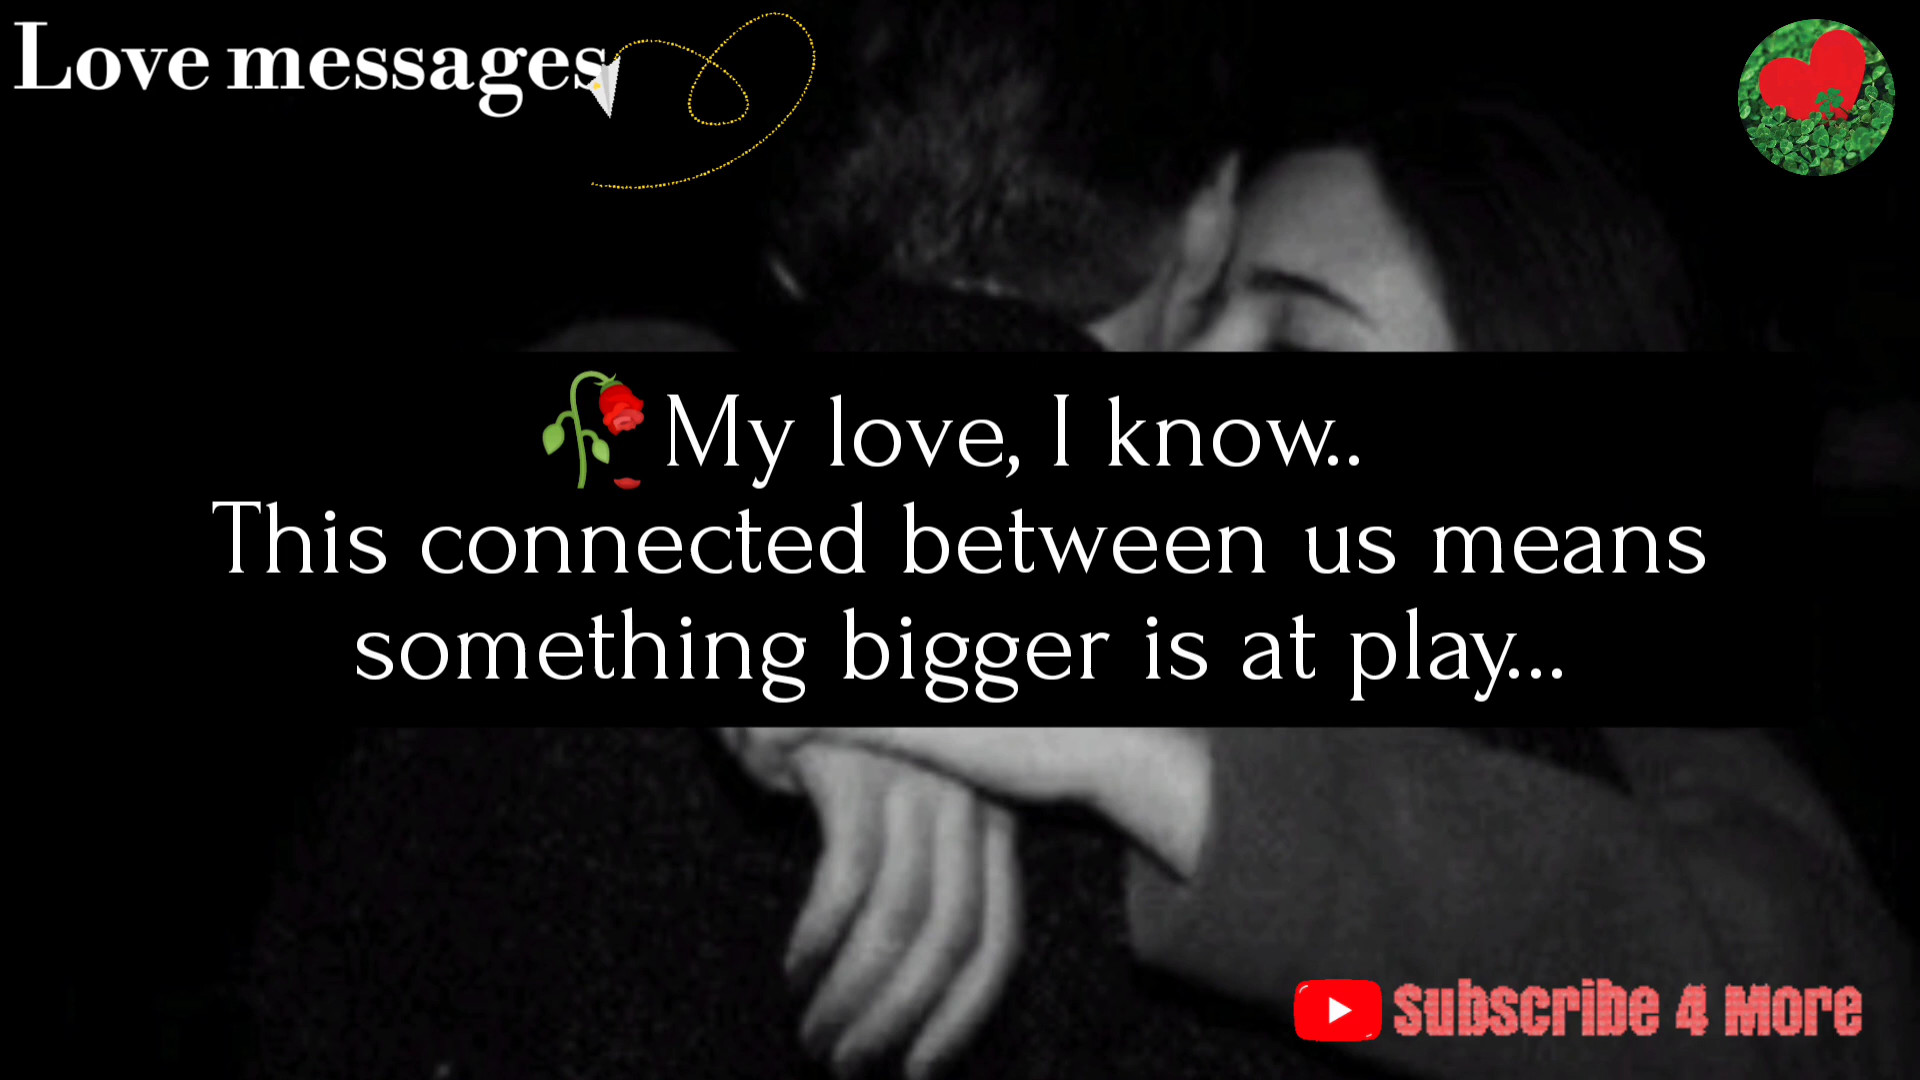 Love messages
🥀My love, I know..
This connected between us means
something bigger is at play...
Subscribe 4 More